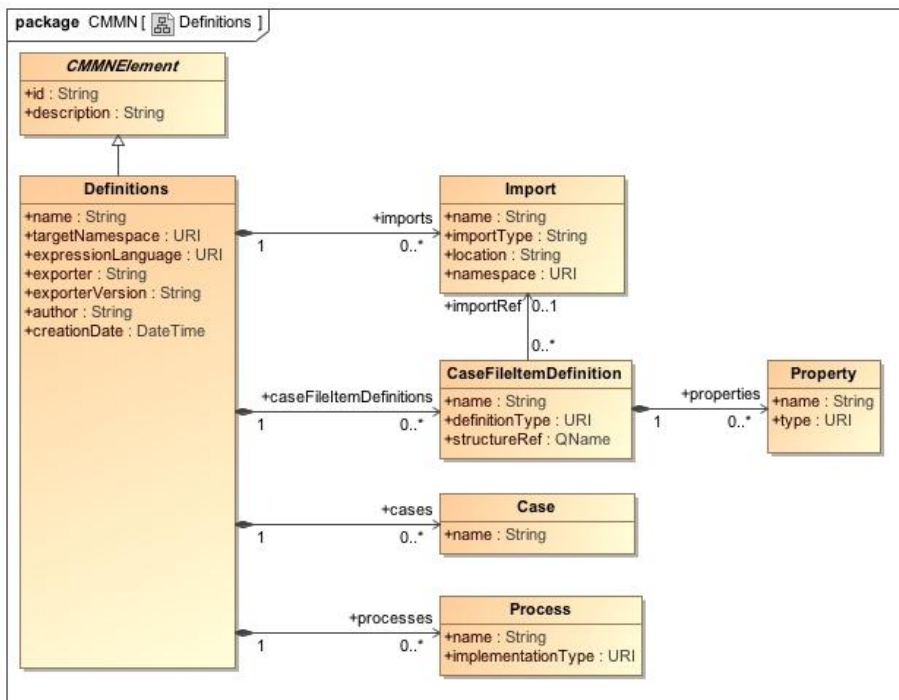 package CMMN [ Definitions ]
CMMNElement
+id : String
+description : String
Definitions
+name : String
+targetNamespace : URI
+expressionLanguage : URI
+exporter : String
+exporterVersion : String
+author : String
+creationDate : DateTime
+imports
1 0..*
Import
+name : String
+importType : String
+location : String
+namespace : URI
+importRef 0..1
0..*
+caseFileItemDefinitions
1 0..*
CaseFileItemDefinition
+name : String
+definitionType : URI
+structureRef : QName
+properties
1 0..*
Property
+name : String
+type : URI
+cases
1 0..*
Case
+name : String
+processes
1 0..*
Process
+name : String
+implementationType : URI